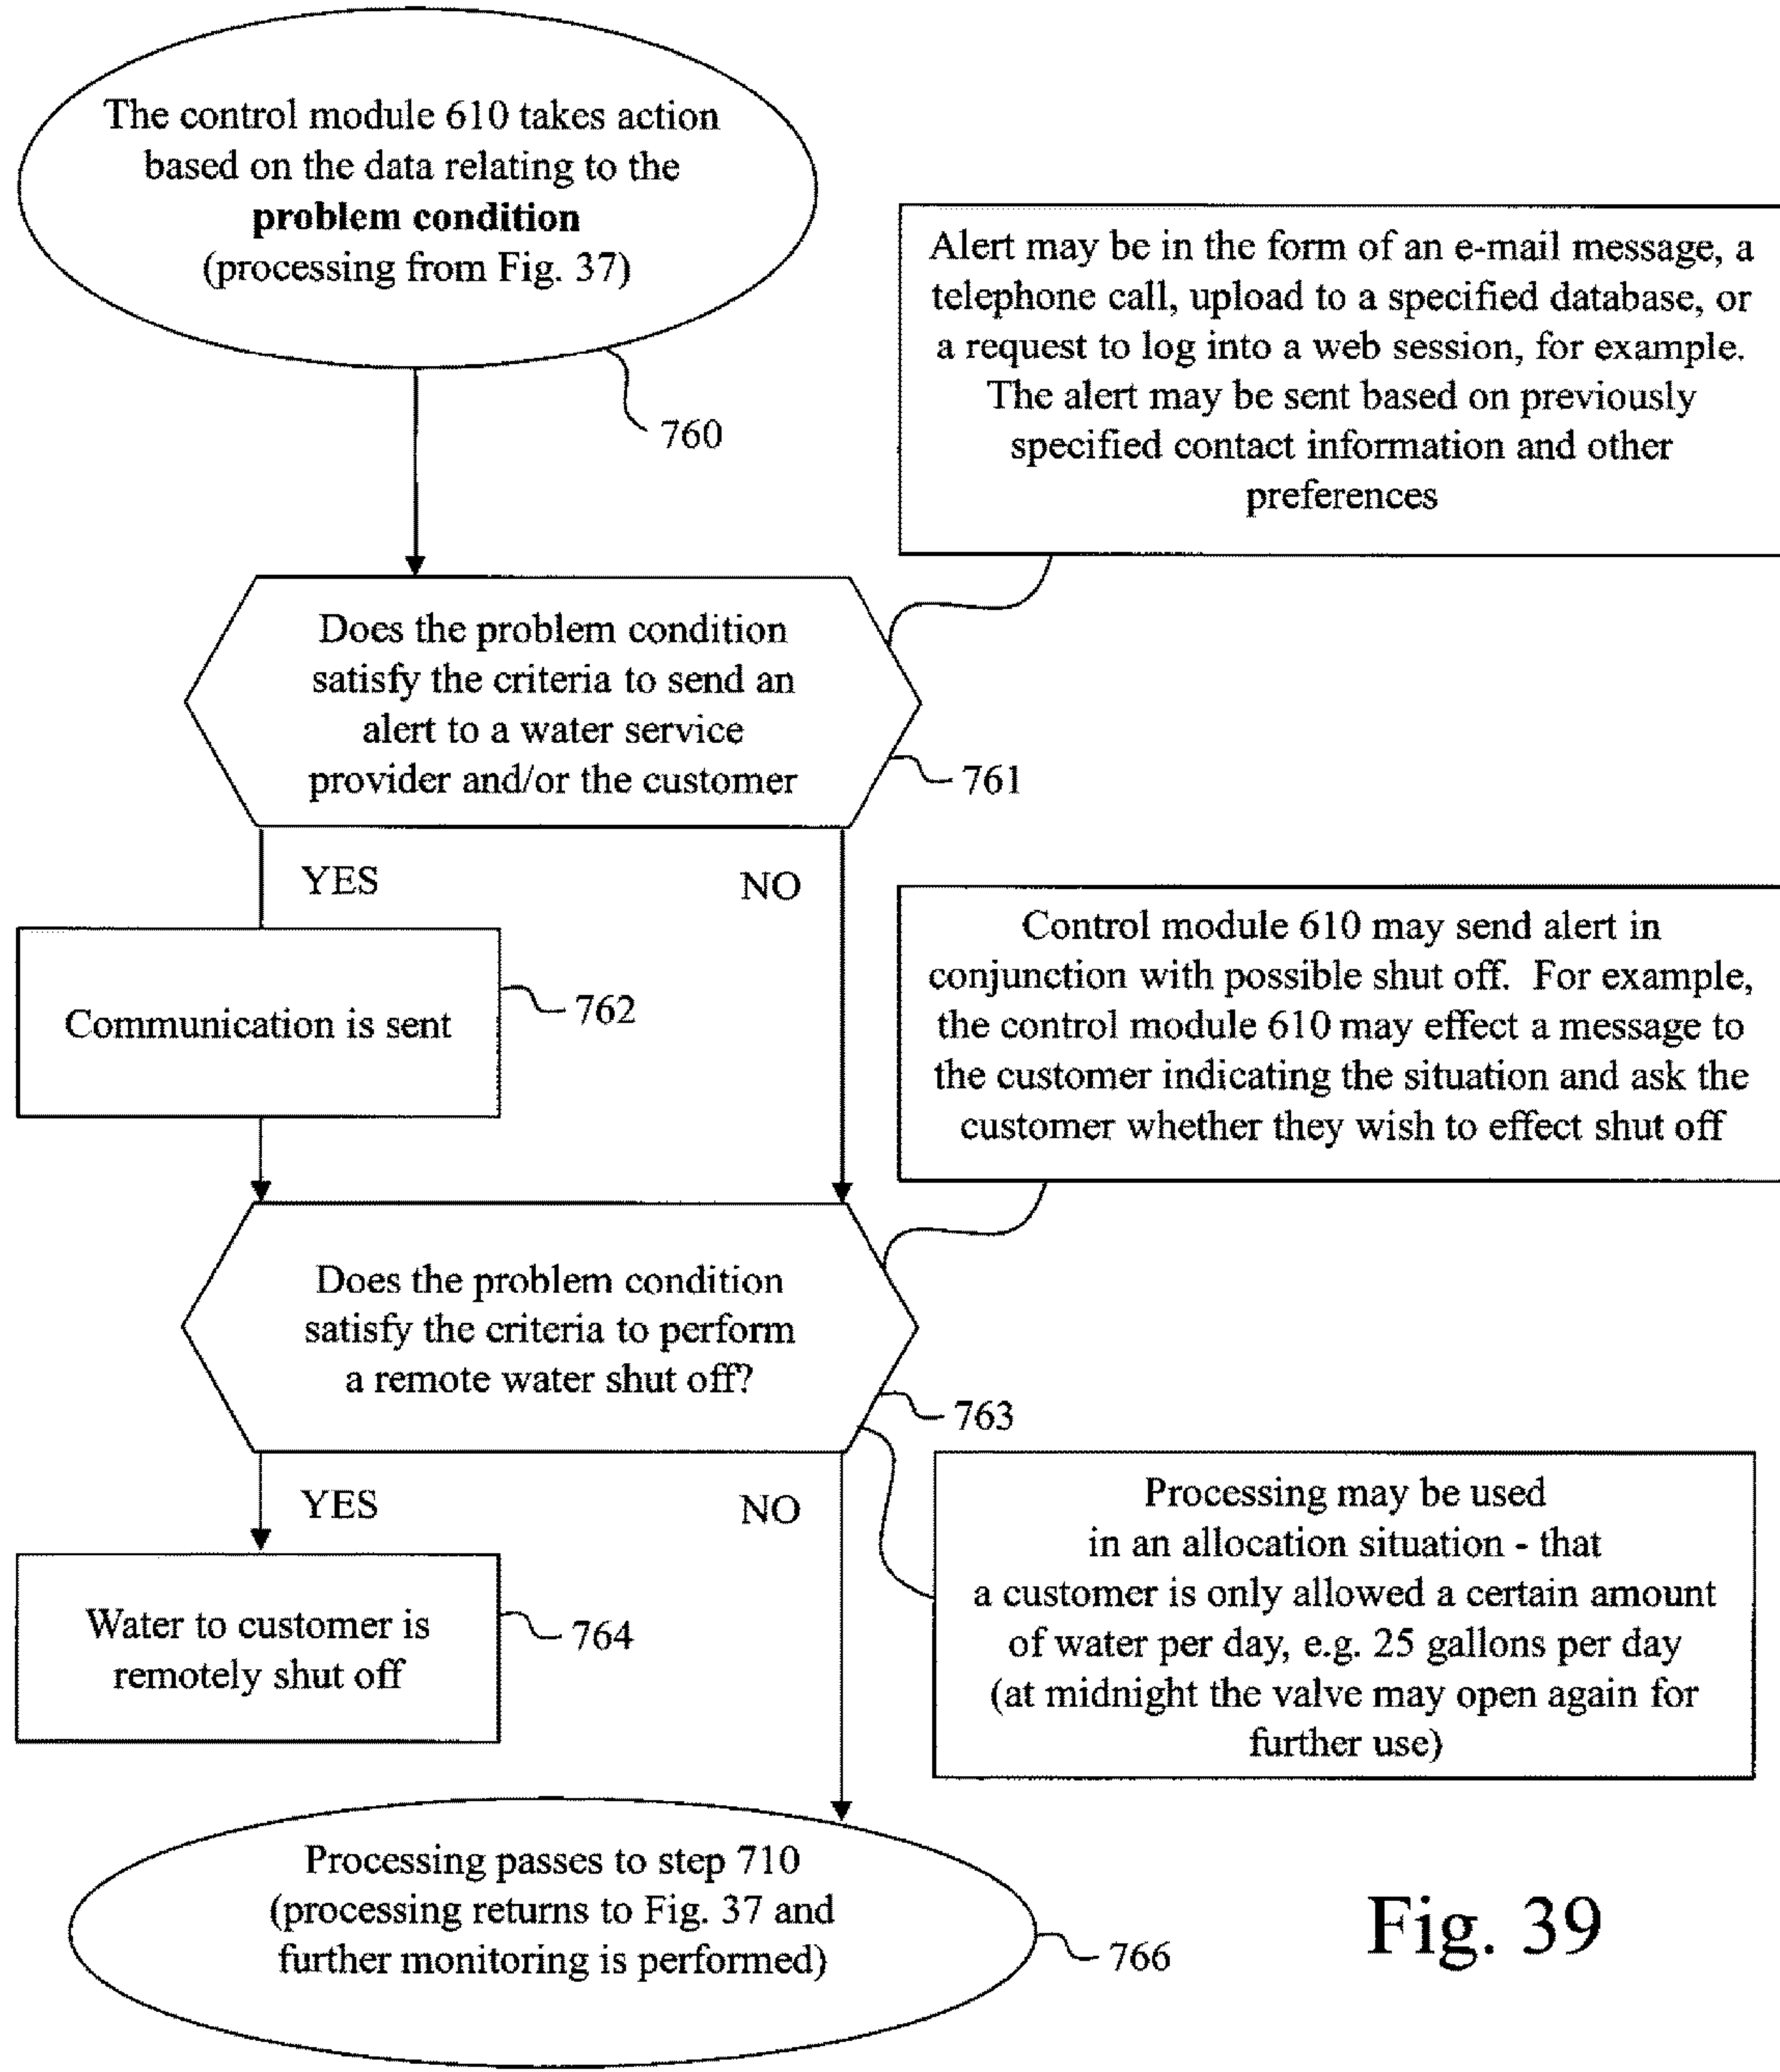 The control module 610 takes action
based on the data relating to the
problem condition
(processing from Fig. 37)
760
Alert may be in the form of an e-mail message, a
telephone call, upload to a specified database, or
a request to log into a web session, for example.
The alert may be sent based on previously
specified contact information and other
preferences
Does the problem condition
satisfy the criteria to send an
alert to a water service
provider and/or the customer
761
YES
NO
Communication is sent
762
Control module 610 may send alert in
conjunction with possible shut off. For example,
the control module 610 may effect a message to
the customer indicating the situation and ask the
customer whether they wish to effect shut off
Does the problem condition
satisfy the criteria to perform
a remote water shut off?
763
YES
NO
Water to customer is
remotely shut off
764
Processing may be used
in an allocation situation - that
a customer is only allowed a certain amount
of water per day, e.g. 25 gallons per day
(at midnight the valve may open again for
further use)
Processing passes to step 710
(processing returns to Fig. 37 and
further monitoring is performed)
766
Fig. 39